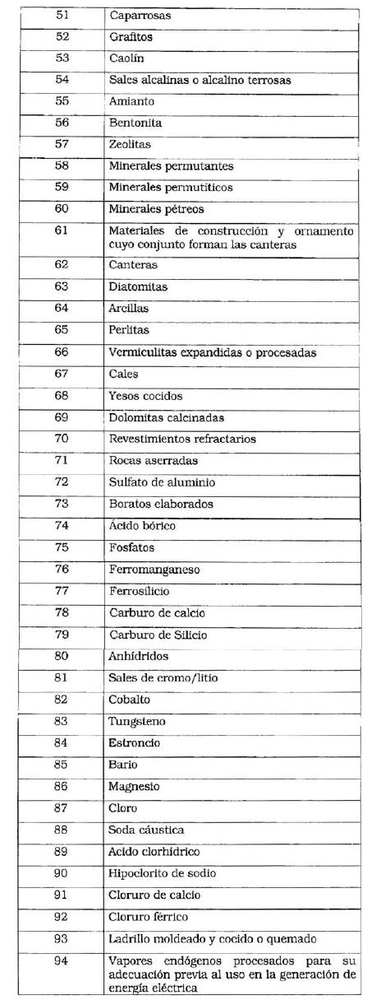 51 Caparrosas
52 Grafitos
53 Caolín
54 Sales alcalinas o alcalino terrosas
55 Amianto
56 Bentonita
57 Zeolitas
58 Minerales permutantes
59 Minerales permutíticos
60 Minerales pétreos
61 Materiales de construcción y ornamento
cuyo conjunto forman las canteras
62 Canteras
63 Diatomitas
64 Arcillas
65 Perlitas
66 Vermiculitas expandidas o procesadas
67 Cales
68 Yesos cocidos
69 Dolomitas calcinadas
70 Revestimientos refractarios
71 Rocas aserradas
72 Sulfato de aluminio
73 Boratos elaborados
74 Ácido bórico
75 Fosfatos
76 Ferromanganeso
77 Ferrosilicio
78 Carburo de calcio
79 Carburo de Silicio
80 Anhídridos
81 Sales de cromo/litio
82 Cobalto
83 Tungsteno
84 Estroncio
85 Bario
86 Magnesio
87 Cloro
88 Soda cáustica
89 Acido clorhídrico
90 Hipoclorito de sodio
91 Cloruro de calcio
92 Cloruro férrico
93 Ladrillo moldeado y cocido o quemado
94 Vapores endógenos procesados para su
adecuación previa al uso en la generación de
energía eléctrica